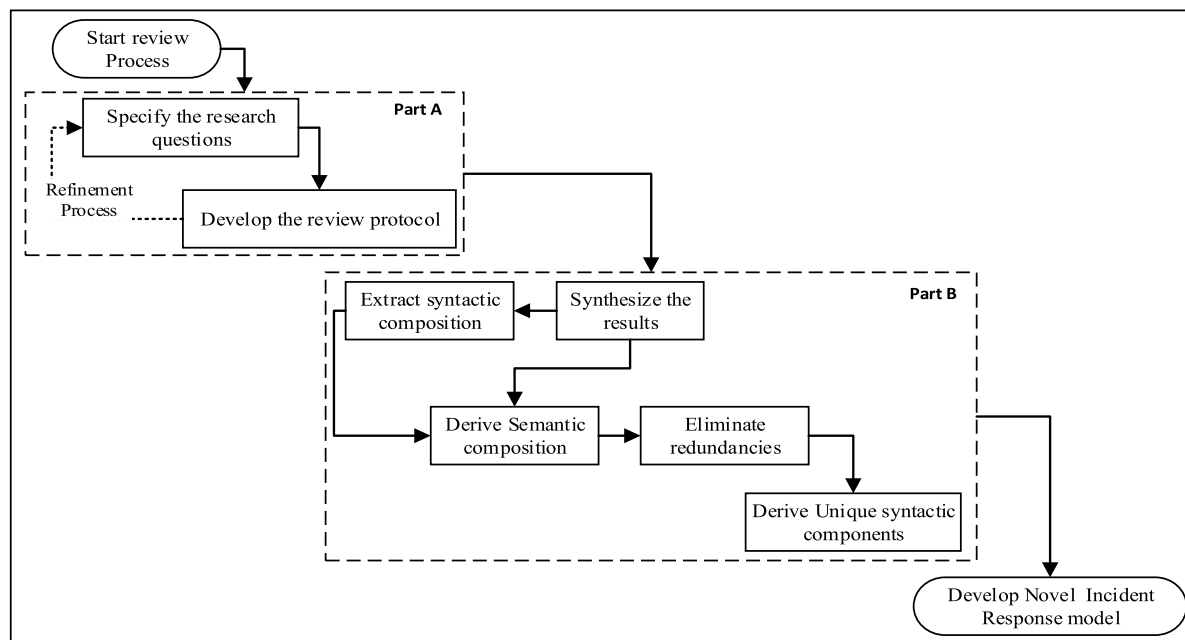 Start review
Process
Part A
Specify the research
questions
Refinement
Process
Develop the review protocol
Part B
Extract syntactic
composition
Synthesize the
results
Derive Semantic
composition
Eliminate
redundancies
Derive Unique syntactic
components
Develop Novel Incident
Response model